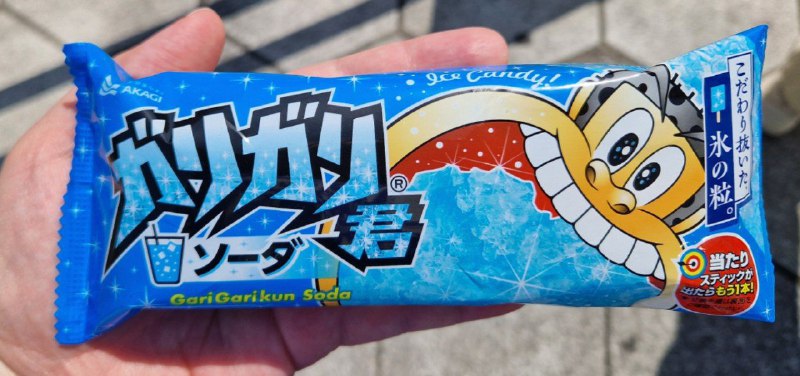 AKAGI
Ice Candy!
ガリガリ
君
®
ソーダ
GariGarikun Soda
こだわり抜いた、
氷の粒。
当たり
スティックが
出たらもう1本!